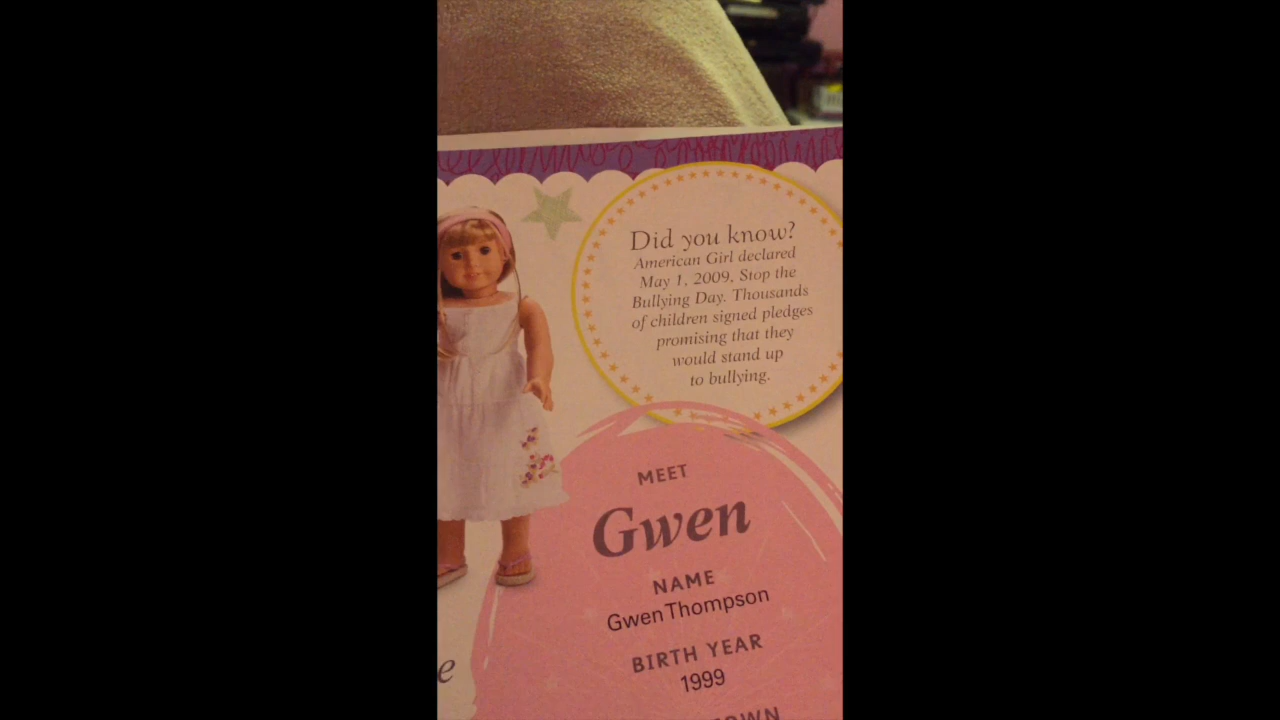 Did you know?
American Girl declared
May 1, 2009, Stop the
Bullying Day. Thousands
of children signed pledges
promising that they
would stand up
to bullying.
MEET
Gwen
NAME
Gwen Thompson
BIRTH YEAR
1999
e